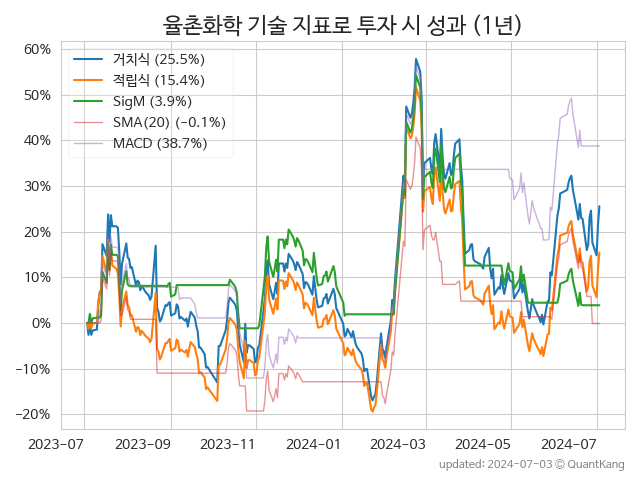 율촌화학 기술 지표로 투자 시 성과 (1년)
거치식 (25.5%)
적립식 (15.4%)
SigM (3.9%)
SMA(20) (−0.1%)
MACD (38.7%)
60%
50%
40%
30%
20%
10%
0%
−10%
−20%
2023-07 2023-09 2023-11 2024-01 2024-03 2024-05 2024-07
updated: 2024-07-03 © QuantKang